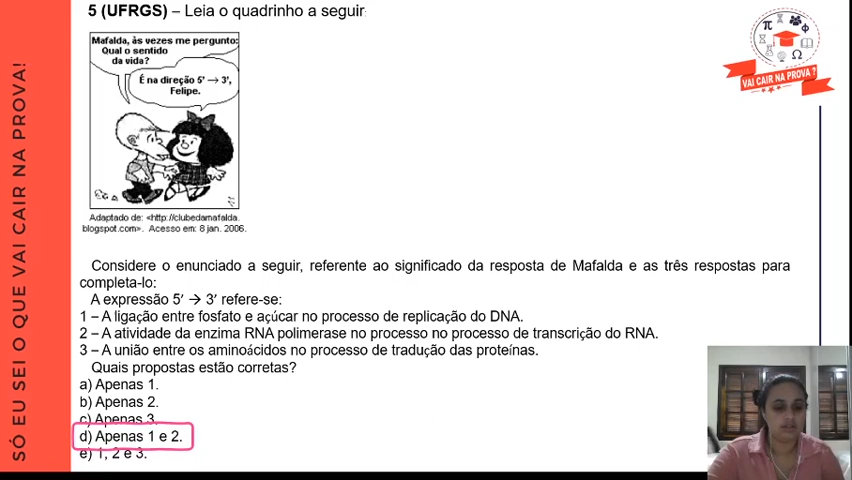 5 (UFRGS) – Leia o quadrinho a seguir:
Mafalda, às vezes me pergunto:
Qual o sentido
da vida?
É na direção 5' → 3',
Felipe.
Adaptado de: <http://clubedamafalda.
blogspot.com>. Acesso em: 8 jan. 2006.
Considere o enunciado a seguir, referente ao significado da resposta de Mafalda e as três respostas para
completa-lo:
A expressão 5’ → 3’ refere-se:
1 – A ligação entre fosfato e açúcar no processo de replicação do DNA.
2 – A atividade da enzima RNA polimerase no processo no processo de transcrição do RNA.
3 – A união entre os aminoácidos no processo de tradução das proteínas.
Quais propostas estão corretas?
a) Apenas 1.
b) Apenas 2.
c) Apenas 3.
d) Apenas 1 e 2.
e) 1, 2 e 3.
SÓ EU SEI O QUE VAI CAIR NA PROVA!
VAI CAIR NA PROVA?